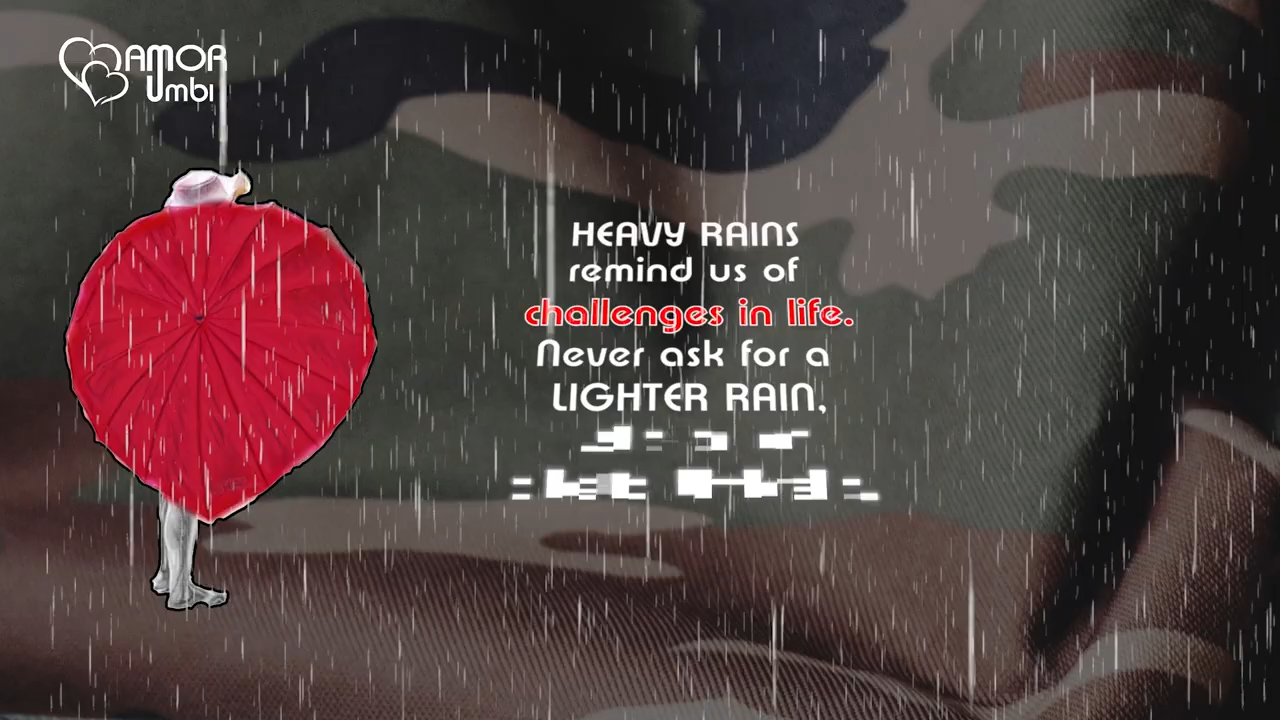 AMOR
Umbi
HEAVY RAINS
remind us of
challenges in life.
Never ask for a
LIGHTER RAIN,